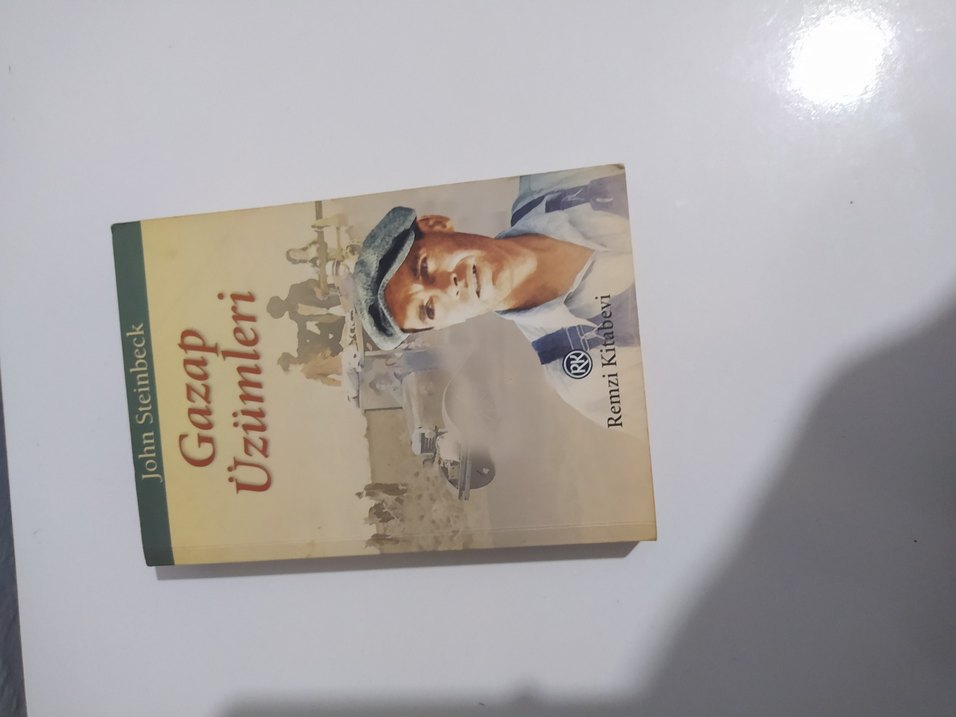 John Steinbeck
Gazap
Üzümleri
RK
Remzi Kitabevi